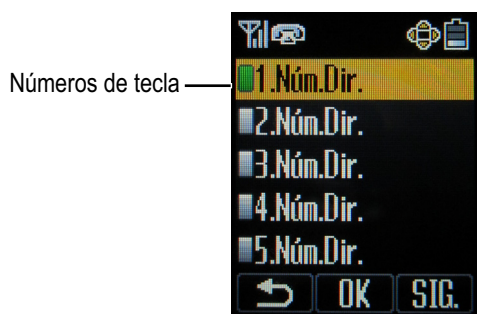 Números de tecla
1.Núm.Dir.
2.Núm.Dir.
3.Núm.Dir.
4.Núm.Dir.
5.Núm.Dir.
OK SIG.